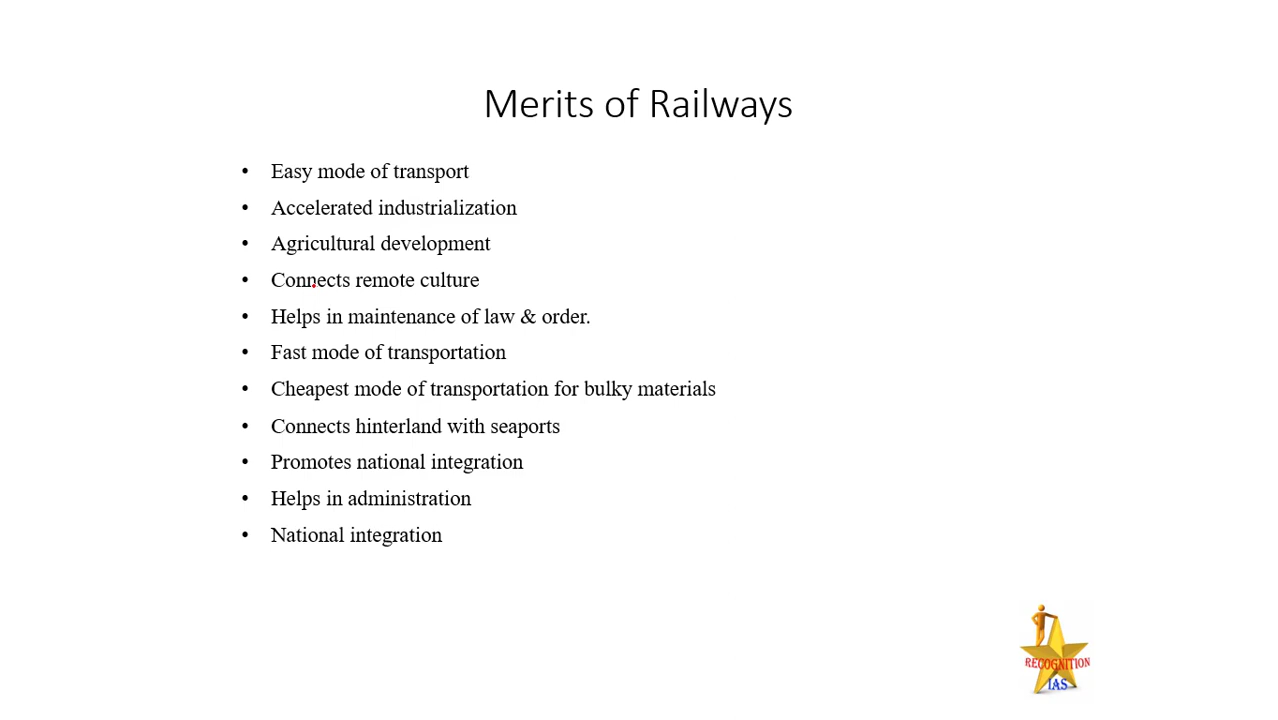 Merits of Railways
• Easy mode of transport
• Accelerated industrialization
• Agricultural development
• Connects remote culture
• Helps in maintenance of law & order.
• Fast mode of transportation
• Cheapest mode of transportation for bulky materials
• Connects hinterland with seaports
• Promotes national integration
• Helps in administration
• National integration
RECOGNITION
IAS